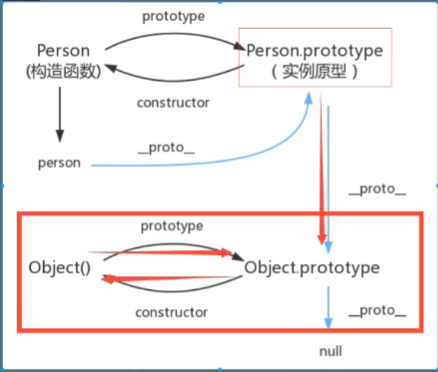 prototype
Person
(构造函数)
Person.prototype
（实例原型）
constructor
person
__proto__
__proto__
prototype
Object()
Object.prototype
constructor
__proto__
null